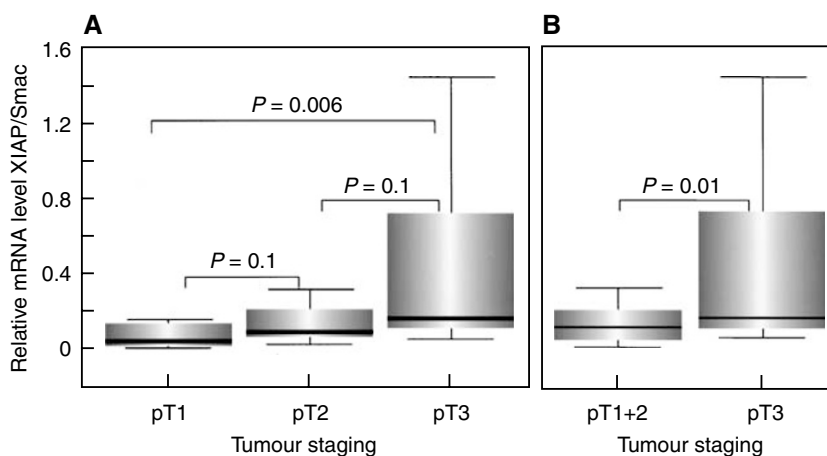 A
B
Relative mRNA level XIAP/Smac
1.6
1.2
0.8
0.4
0
P = 0.006
P = 0.1
P = 0.1
P = 0.01
pT1 pT2 pT3
pT1+2 pT3
Tumour staging
Tumour staging